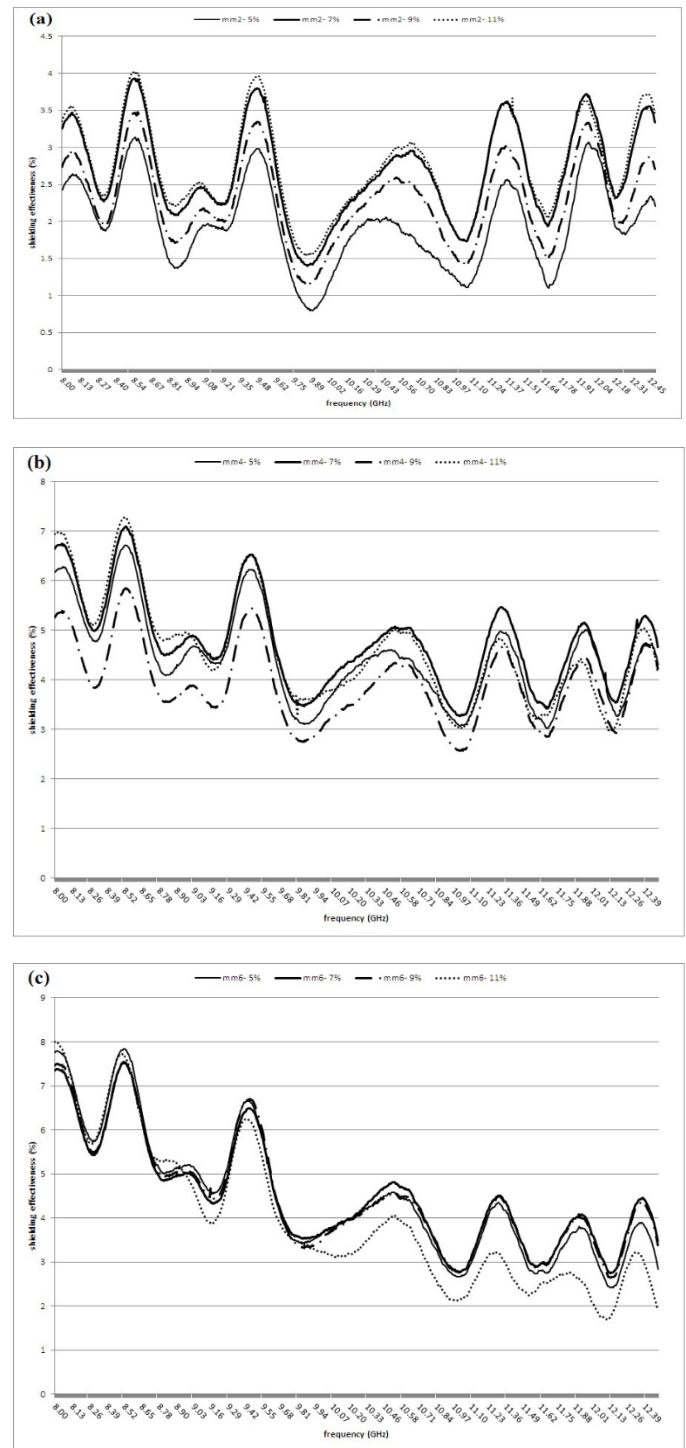 (a)
mm2- 5% mm2- 7% mm2- 9% mm2- 11%
4.5
4
3.5
3
2.5
2
1.5
1
0.5
0
shielding effectiveness (%)
8.00 8.13 8.27 8.40 8.54 8.67 8.81 8.94 9.08 9.21 9.35 9.48 9.62 9.75 9.89 10.02 10.16 10.29 10.43 10.56 10.70 10.83 10.97 11.10 11.24 11.37 11.51 11.64 11.78 11.91 12.04 12.18 12.31 12.45
frequency (GHz)
(b)
mm4- 5% mm4- 7% mm4- 9% mm4- 11%
8
7
6
5
4
3
2
1
0
shielding effectiveness (%)
8.00 8.13 8.26 8.39 8.52 8.65 8.78 8.90 9.03 9.16 9.29 9.42 9.55 9.68 9.81 9.94 10.07 10.20 10.33 10.46 10.58 10.71 10.84 10.97 11.10 11.23 11.36 11.49 11.62 11.75 11.88 12.01 12.13 12.26 12.39
frequency (GHz)
(c)
mm6- 5% mm6- 7% mm6- 9% mm6- 11%
9
8
7
6
5
4
3
2
1
0
shielding effectiveness (%)
8.00 8.13 8.26 8.39 8.52 8.65 8.78 8.90 9.03 9.16 9.29 9.42 9.55 9.68 9.81 9.94 10.07 10.20 10.33 10.46 10.58 10.71 10.84 10.97 11.10 11.23 11.36 11.49 11.62 11.75 11.88 12.01 12.13 12.26 12.39
frequency (GHz)